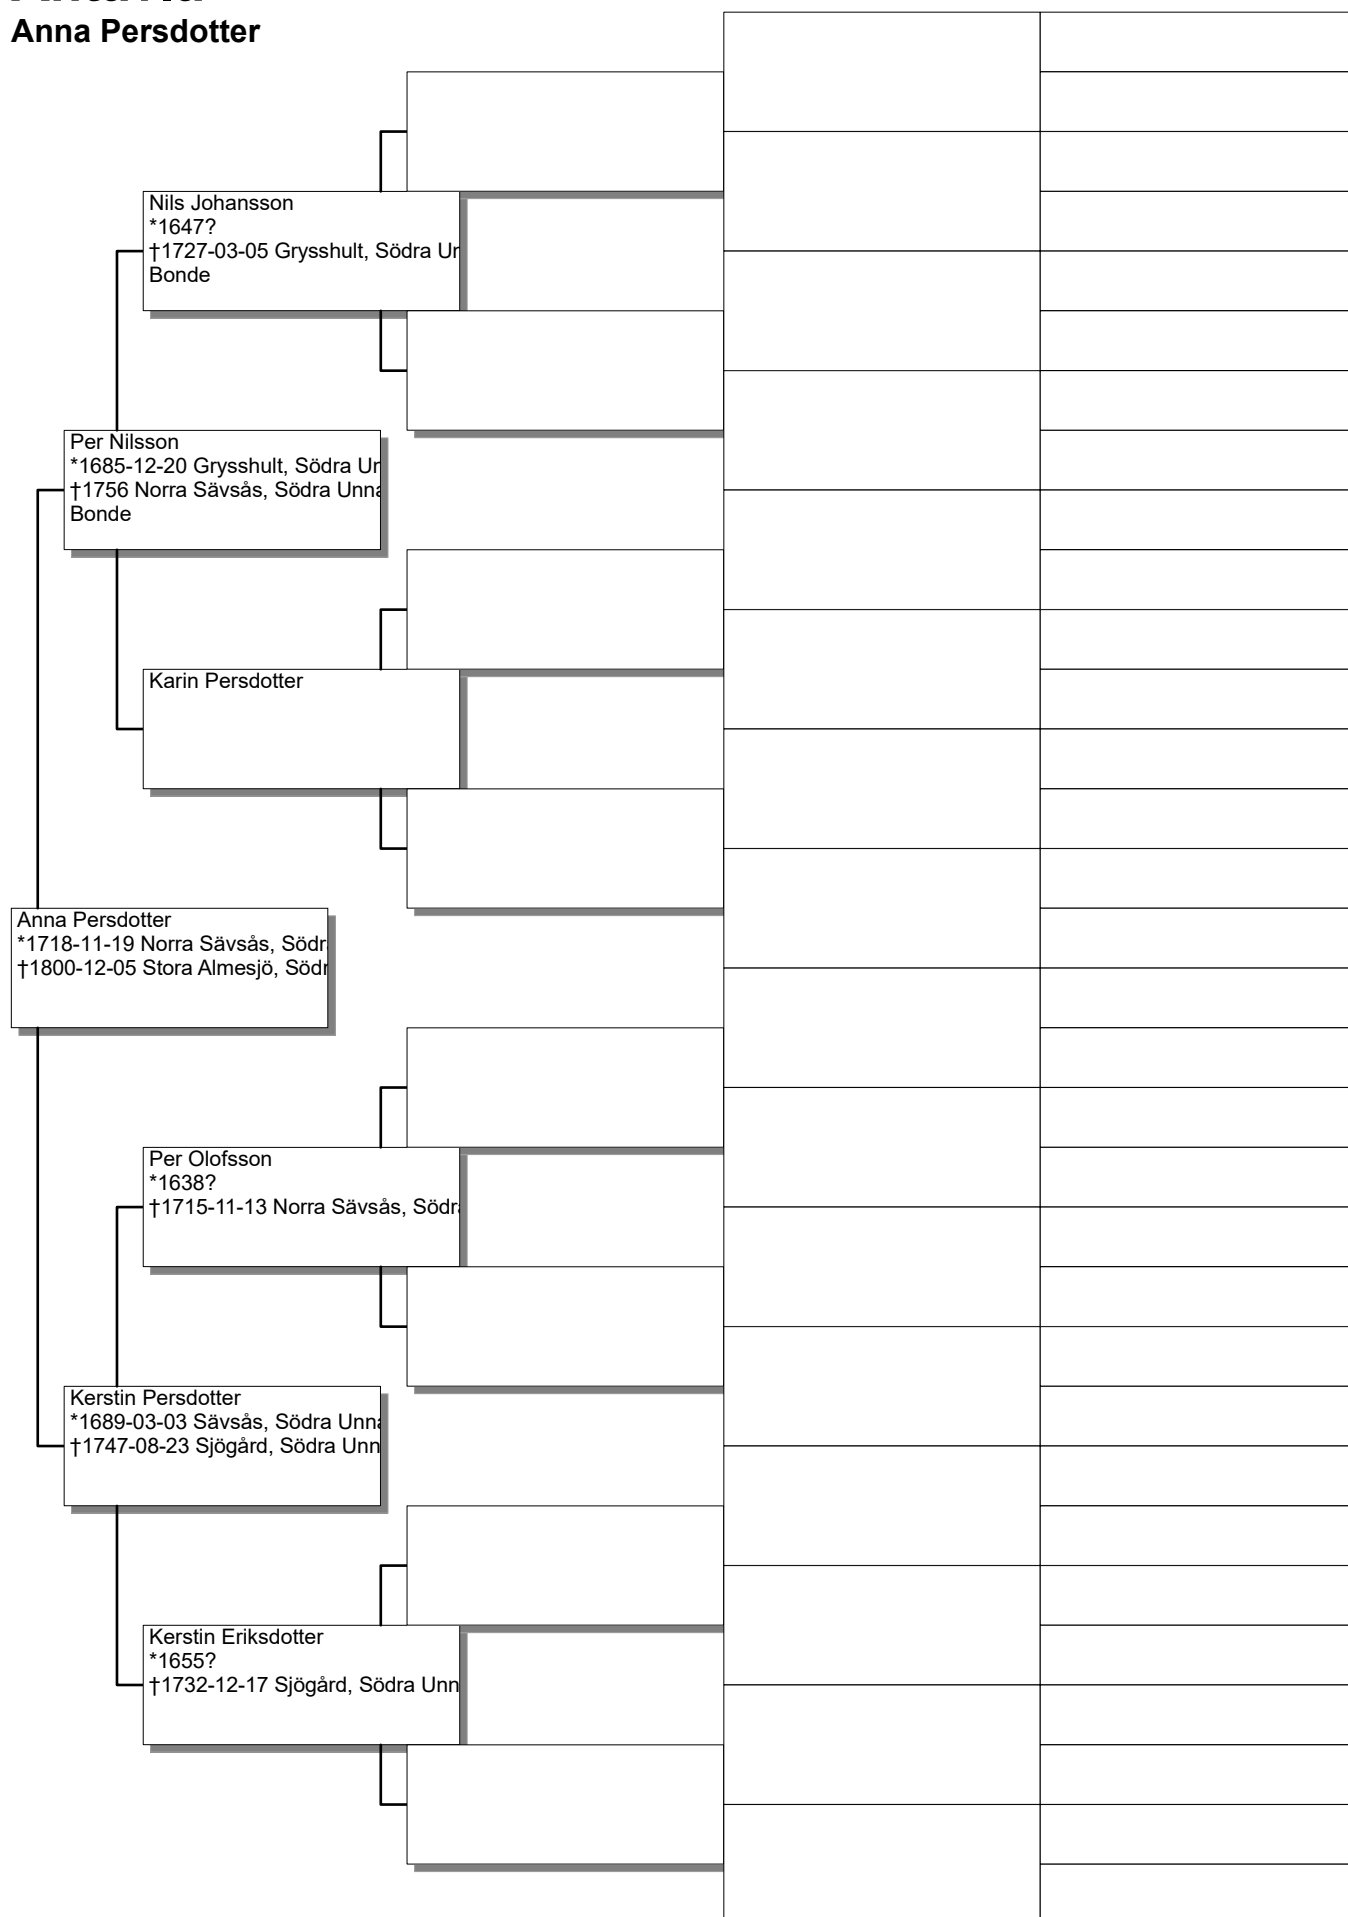 Anna Persdotter
Nils Johansson
*1647?
†1727-03-05 Grysshult, Södra Un
Bonde
Per Nilsson
*1685-12-20 Grysshult, Södra Un
†1756 Norra Sävsås, Södra Unna
Bonde
Karin Persdotter
Anna Persdotter
*1718-11-19 Norra Sävsås, Södr
†1800-12-05 Stora Almesjö, Södr
Per Olofsson
*1638?
†1715-11-13 Norra Sävsås, Södra
Kerstin Persdotter
*1689-03-03 Sävsås, Södra Unna
†1747-08-23 Sjögård, Södra Unn
Kerstin Eriksdotter
*1655?
†1732-12-17 Sjögård, Södra Unn